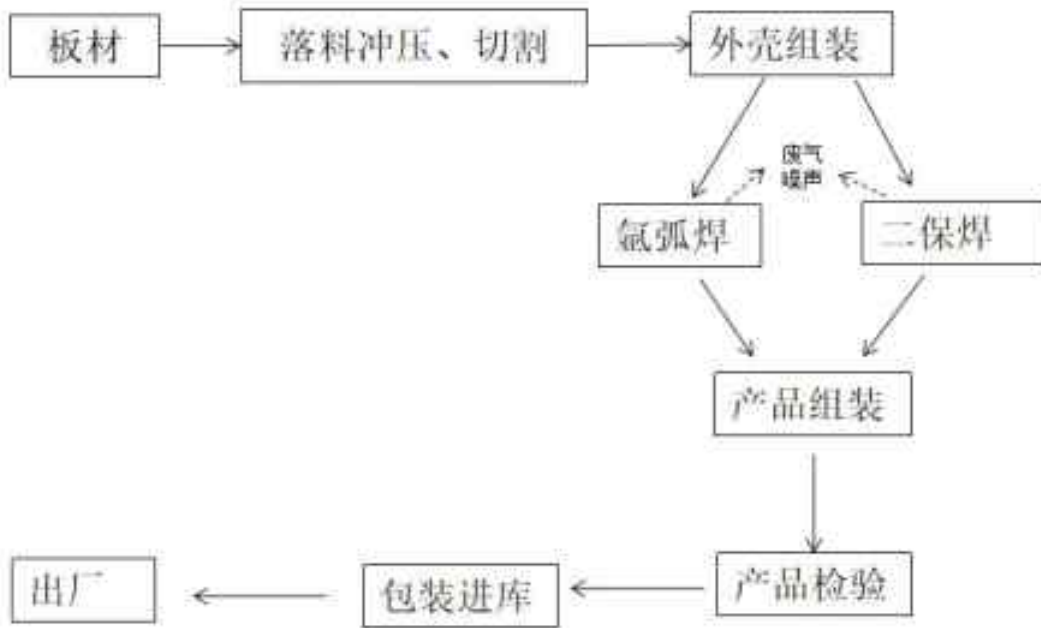 板材
落料冲压、切割
外壳组装
废气
噪声
氩弧焊
二保焊
产品组装
产品检验
包装进库
出厂